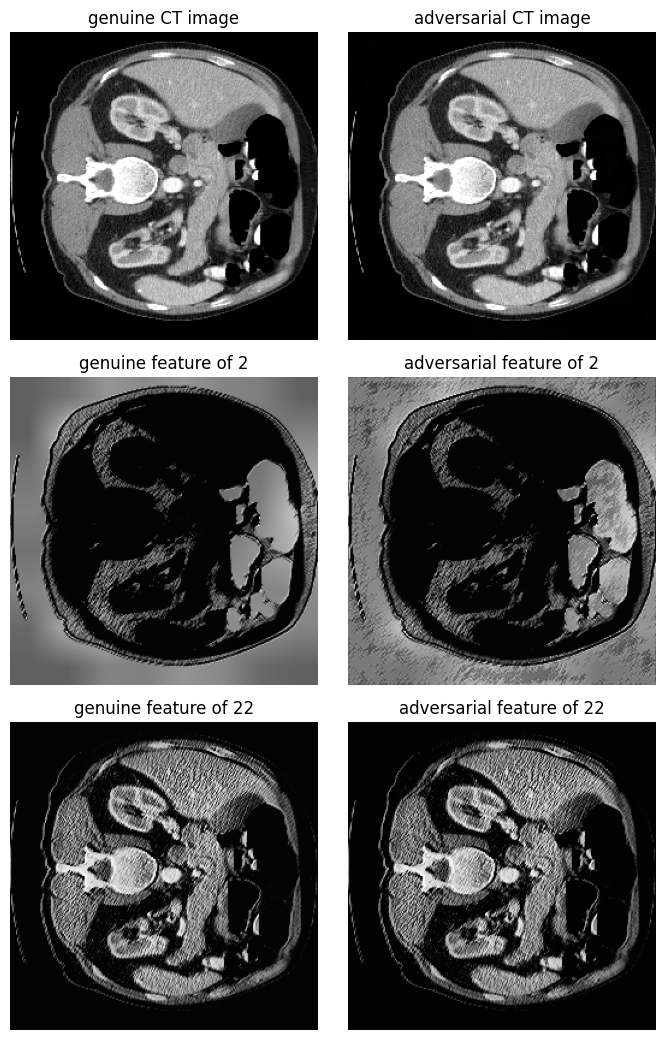 genuine CT image
adversarial CT image
genuine feature of 2
adversarial feature of 2
genuine feature of 22
adversarial feature of 22